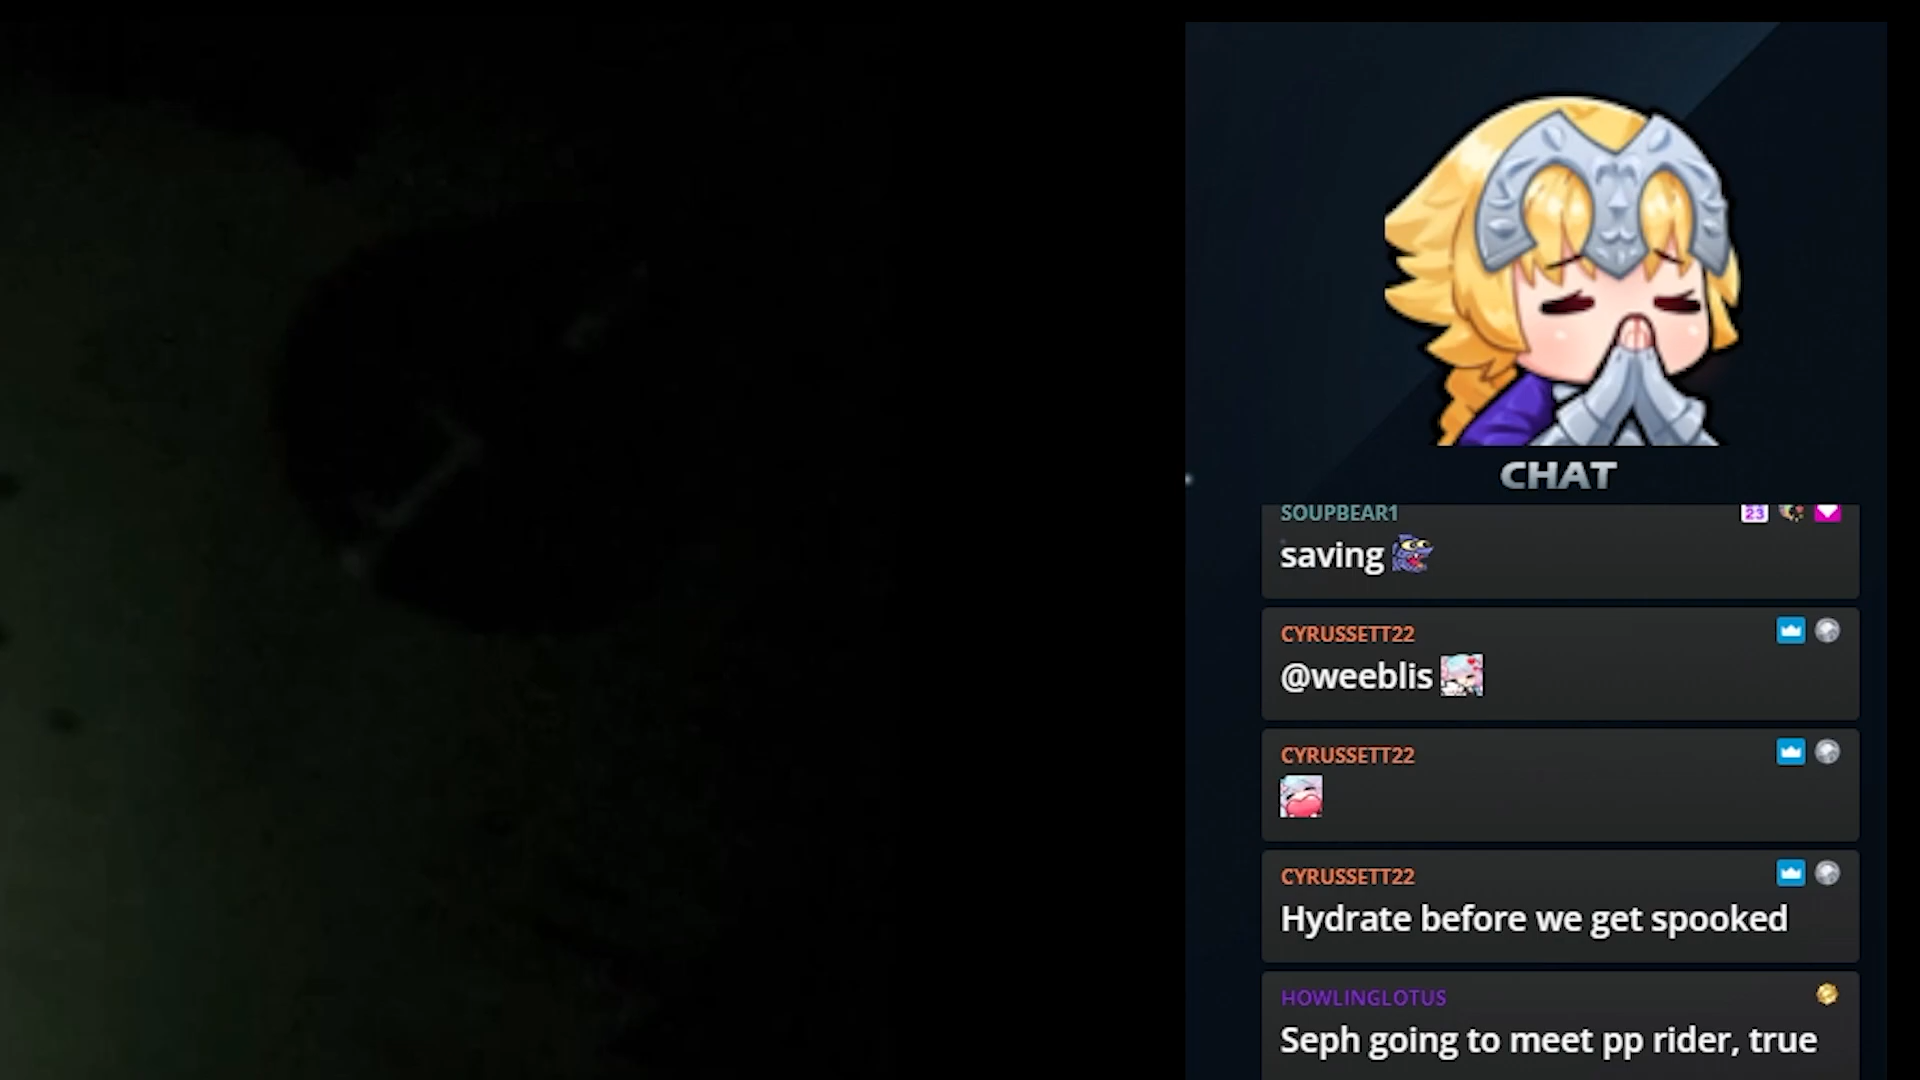 CHAT
SOUPBEAR1
23
saving
CYRUSSETT22
@weeblis
CYRUSSETT22
CYRUSSETT22
Hydrate before we get spooked
HOWLINGLOTUS
Seph going to meet pp rider, true